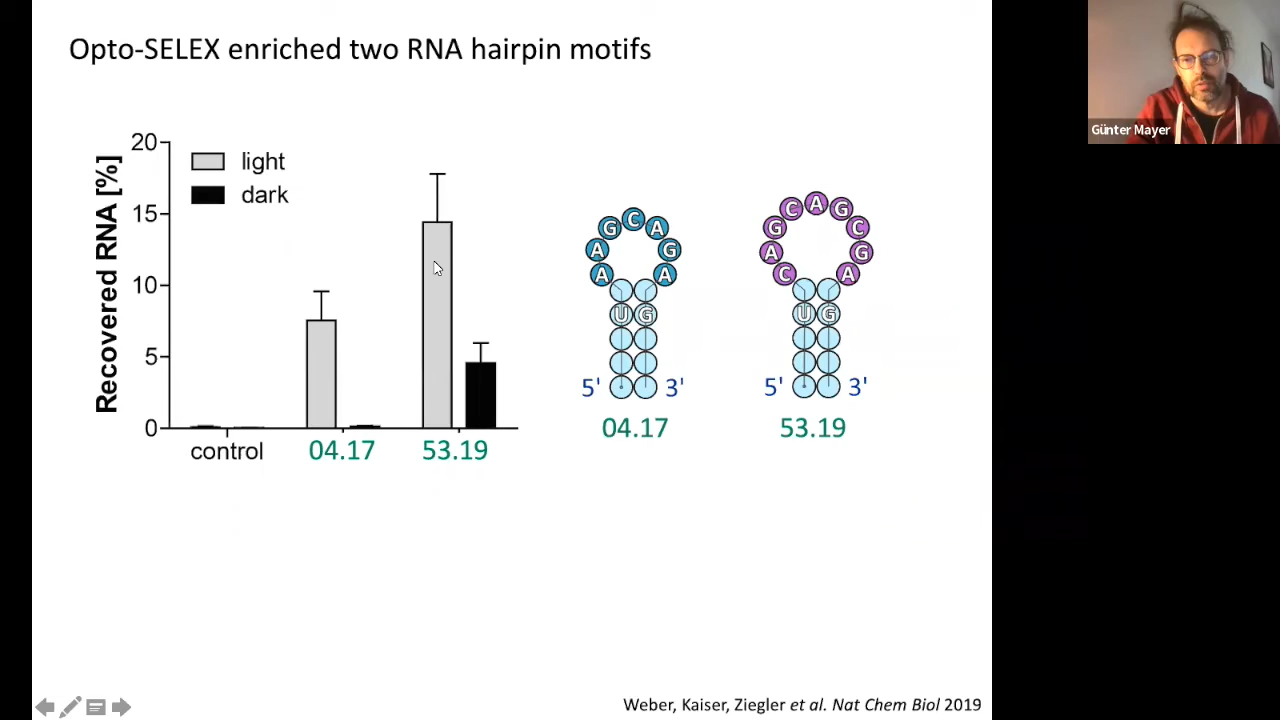 Opto-SELEX enriched two RNA hairpin motifs
Günter Mayer
Recovered RNA [%]
20
15
10
5
0
light
dark
control
04.17
53.19
A A G C A G A
U G
5' 3'
04.17
C A G C A G C G A
U G
5' 3'
53.19
Weber, Kaiser, Ziegler et al. Nat Chem Biol 2019